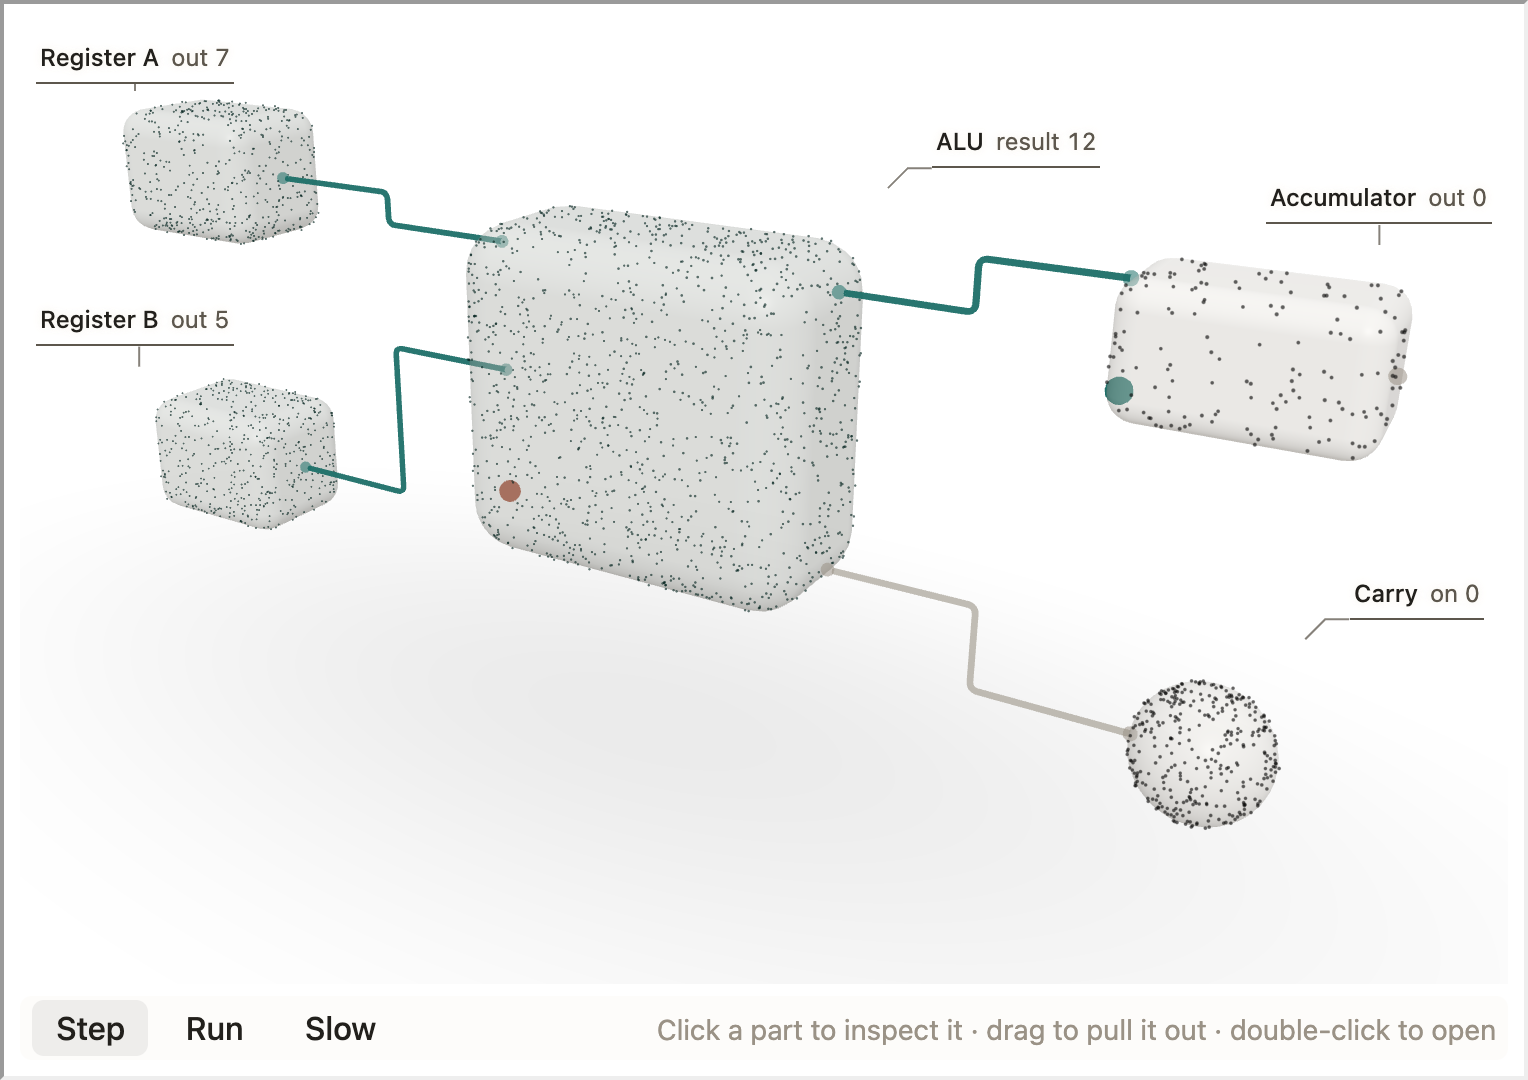 Register A out 7
ALU result 12
Accumulator out 0
Register B out 5
Carry on 0
Step Run Slow Click a part to inspect it · drag to pull it out · double-click to open